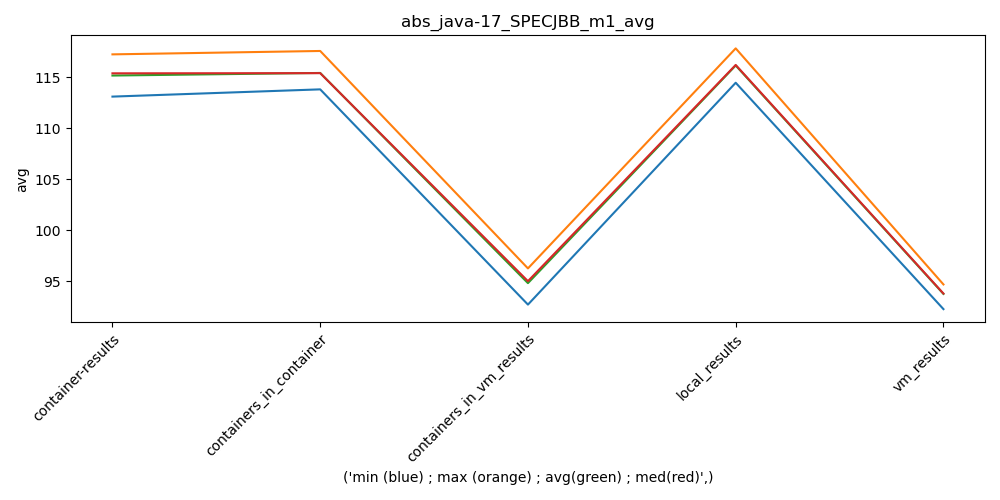 abs_java-17_SPECJBB_m1_avg
avg
115
110
105
100
95
container-results
containers_in_container
containers_in_vm_results
local_results
vm_results
('min (blue) ; max (orange) ; avg(green) ; med(red)',)